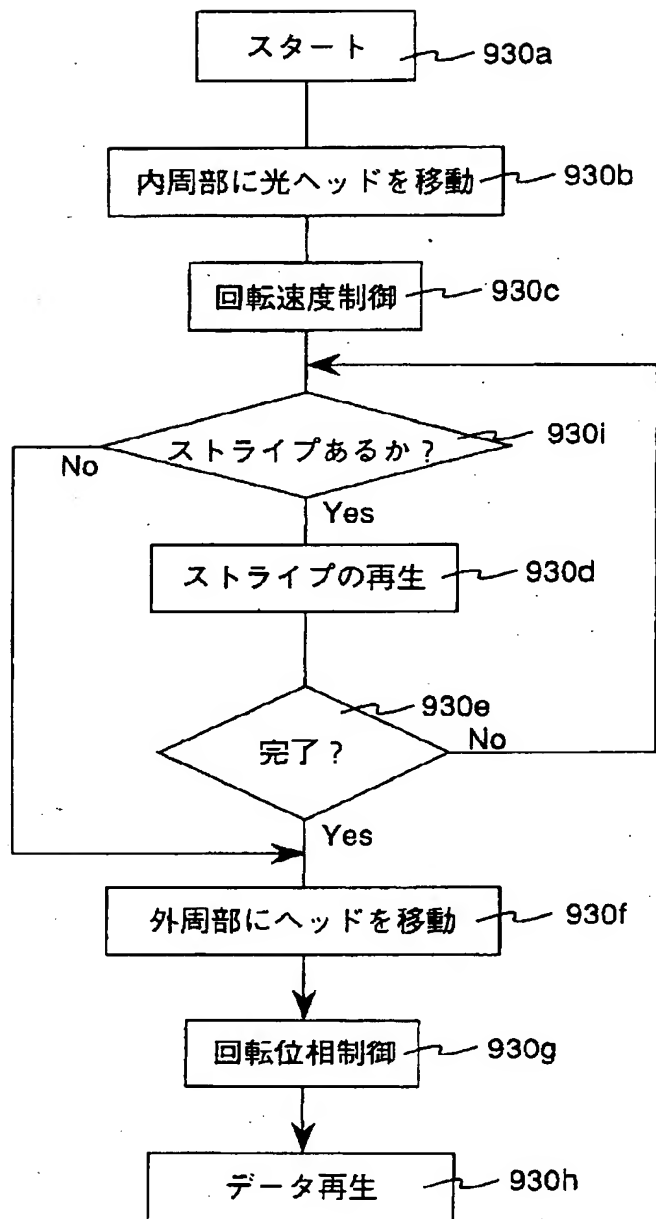 スタート 930a
内周部に光ヘッドを移動 930b
回転速度制御 930c
ストライプあるか? 930i
No
Yes
ストライプの再生 930d
930e
完了?
No
Yes
外周部にヘッドを移動 930f
回転位相制御 930g
データ再生 930h